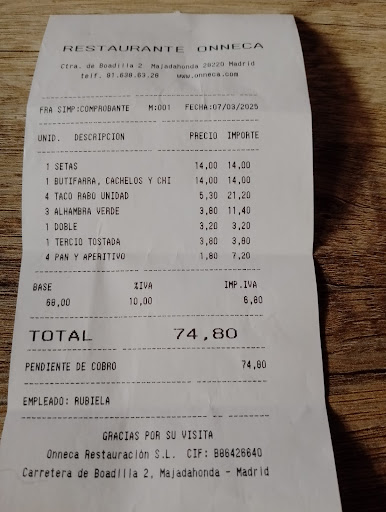 RESTAURANTE ONNECA
Ctra. de Boadilla 2, Majadahonda 28220 Madrid
telf. 91.638.03.26 www.onneca.com
FRA SIMP:COMPROBANTE M:001 FECHA:07/03/2025
UNID. DESCRIPCION PRECIO IMPORTE
1 SETAS 14,00 14,00
1 BUTIFARRA, CACHELOS Y CHI 14,00 14,00
4 TACO RABO UNIDAD 5,30 21,20
3 ALHAMBRA VERDE 3,80 11,40
1 DOBLE 3,20 3,20
1 TERCIO TOSTADA 3,80 3,80
4 PAN Y APERITIVO 1,80 7,20
BASE %IVA IMP.IVA
68,00 10,00 6,80
TOTAL 74,80
PENDIENTE DE COBRO 74,80
EMPLEADO: RUBIELA
GRACIAS POR SU VISITA
Onneca Restauración S.L. CIF: B86426640
Carretera de Boadilla 2, Majadahonda - Madrid